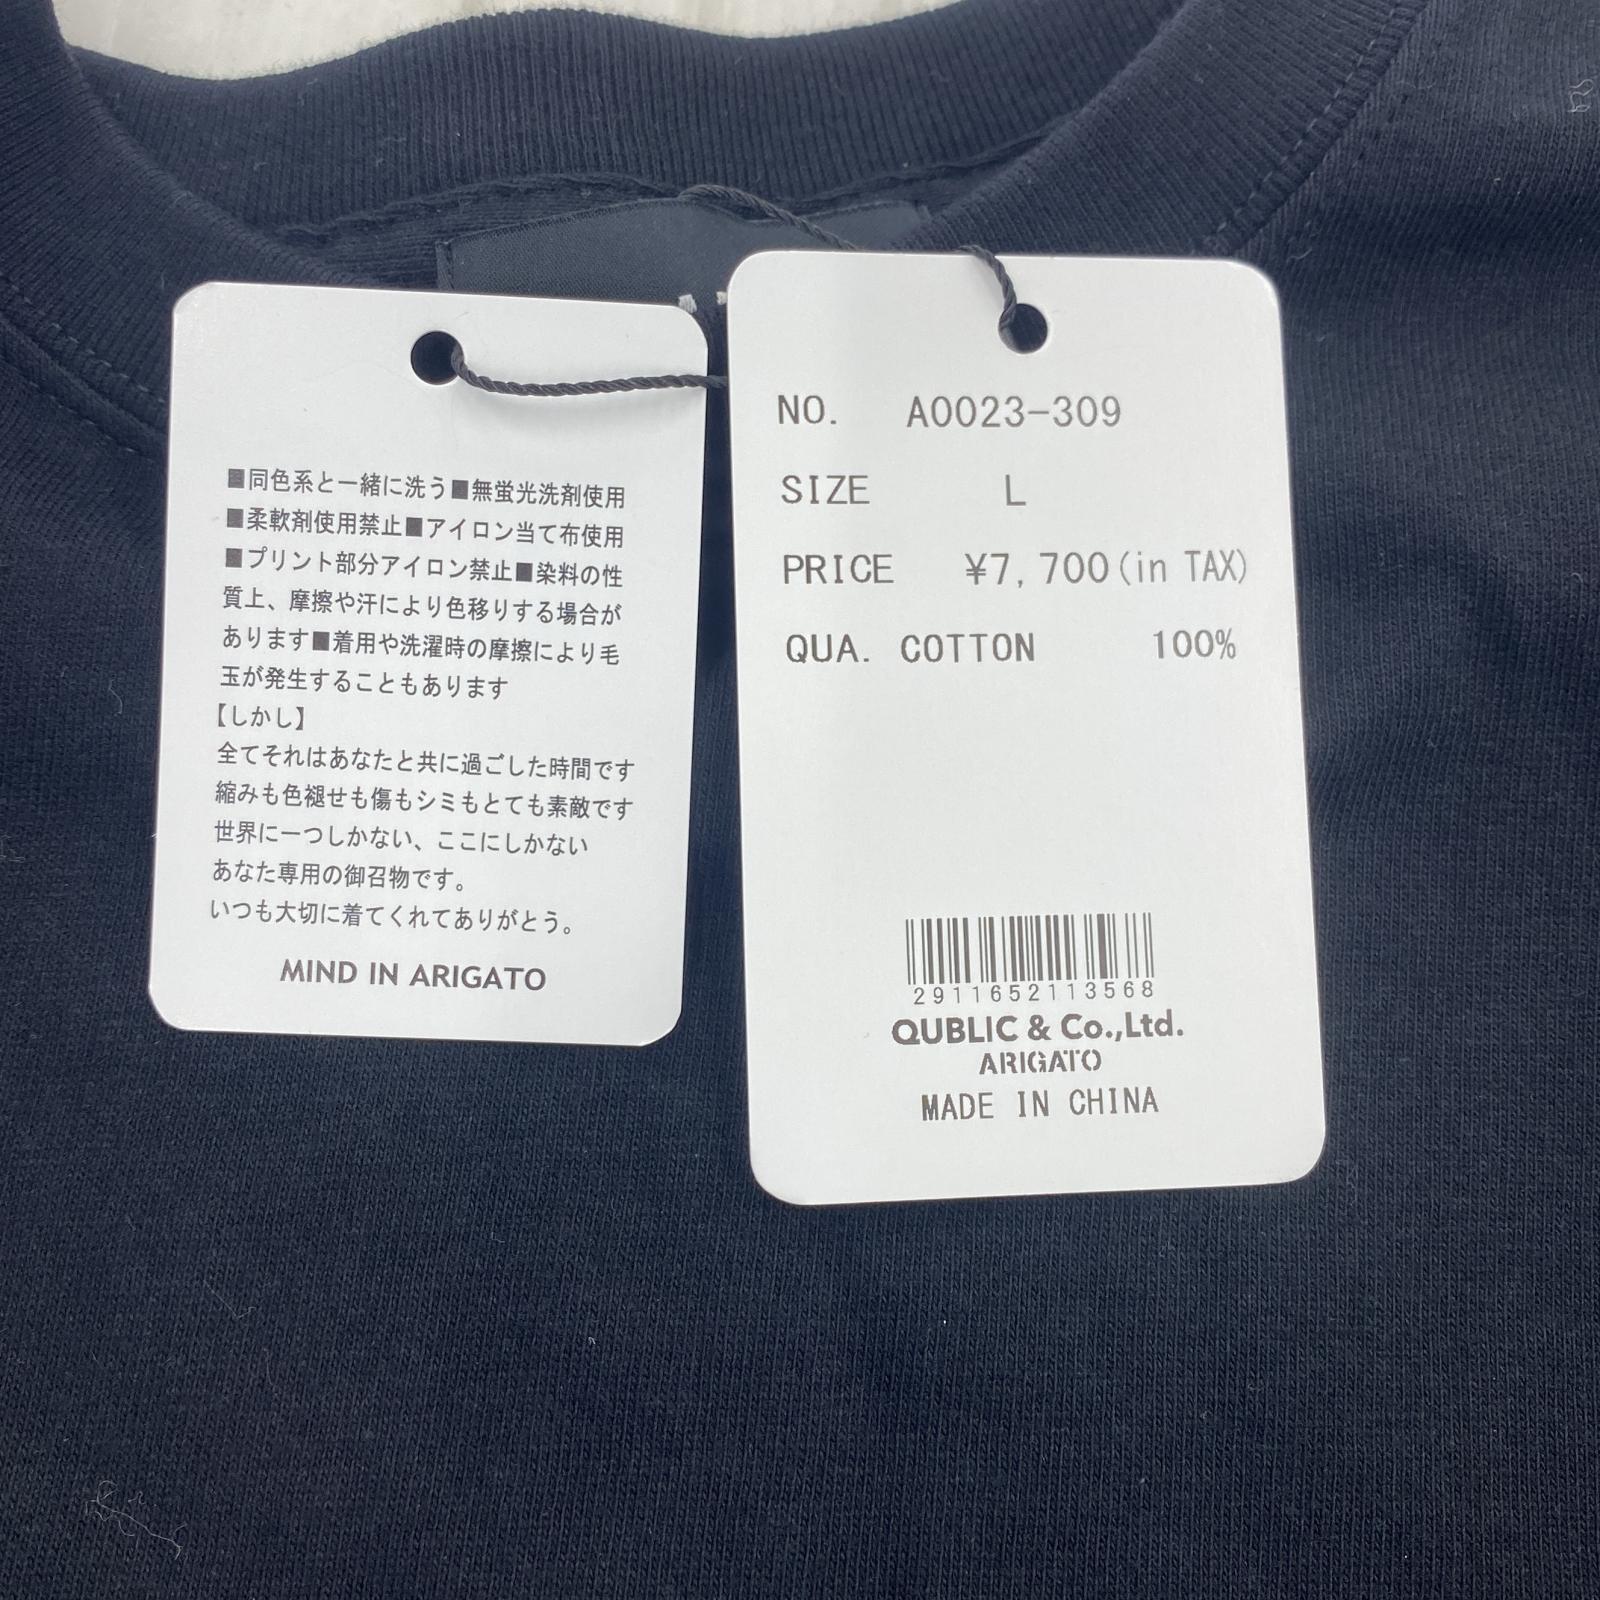 ■同色系と一緒に洗う■無蛍光洗剤使用
■柔軟剤使用禁止■アイロン当て布使用
■プリント部分アイロン禁止■染料の性
質上、摩擦や汗により色移りする場合が
あります■着用や洗濯時の摩擦により毛
玉が発生することもあります
【しかし】
全てそれはあなたと共に過ごした時間です
縮みも色褪せも傷もシミもとても素敵です
世界に一つしかない、ここにしかない
あなた専用の御召物です。
いつも大切に着てくれてありがとう。
MIND IN ARIGATO
NO. A0023-309
SIZE L
PRICE ¥7,700(in TAX)
QUA. COTTON 100%
2911652113568
QUBLIC & Co.,Ltd.
ARIGATO
MADE IN CHINA